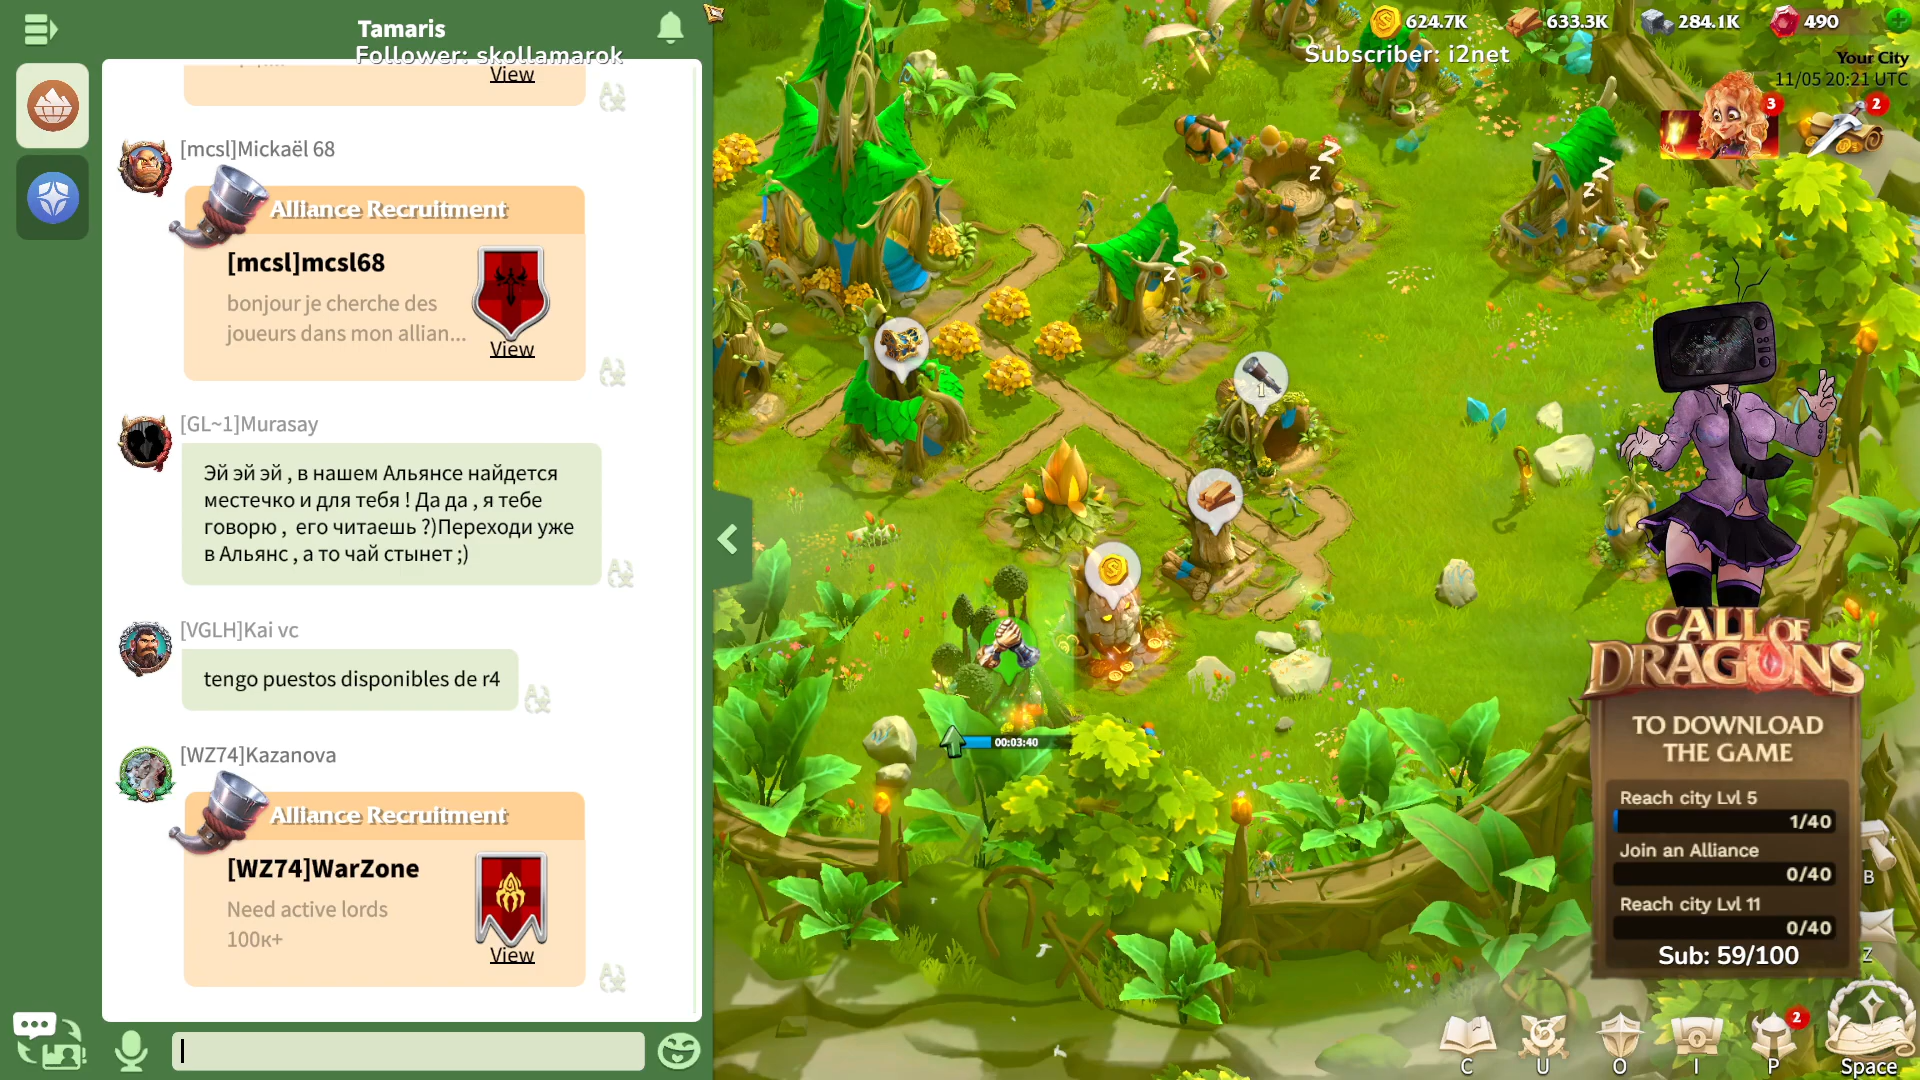 Tamaris
Follower: skollamarok
View
[mcsl]Mickaël 68
Alliance Recruitment
[mcsl]mcsl68
bonjour je cherche des
joueurs dans mon allian...
View
[GL~1]Murasay
Эй эй эй , в нашем Альянсе найдется
местечко и для тебя ! Да да , я тебе
говорю , его читаешь ?)Переходи уже
в Альянс , а то чай стынет ;)
[VGLH]Kai vc
tengo puestos disponibles de r4
[WZ74]Kazanova
Alliance Recruitment
[WZ74]WarZone
Need active lords
100к+
View
624.7K
633.3K
284.1K
490
Subscriber: i2net
Your City
11/05 20:21 UTC
3
2
1
00:03:40
CALL OF
DRAGONS
TO DOWNLOAD
THE GAME
Reach city Lvl 5
1/40
Join an Alliance
0/40
Reach city Lvl 11
0/40
Sub: 59/100
B
Z
2
C
U
O
I
P
Space